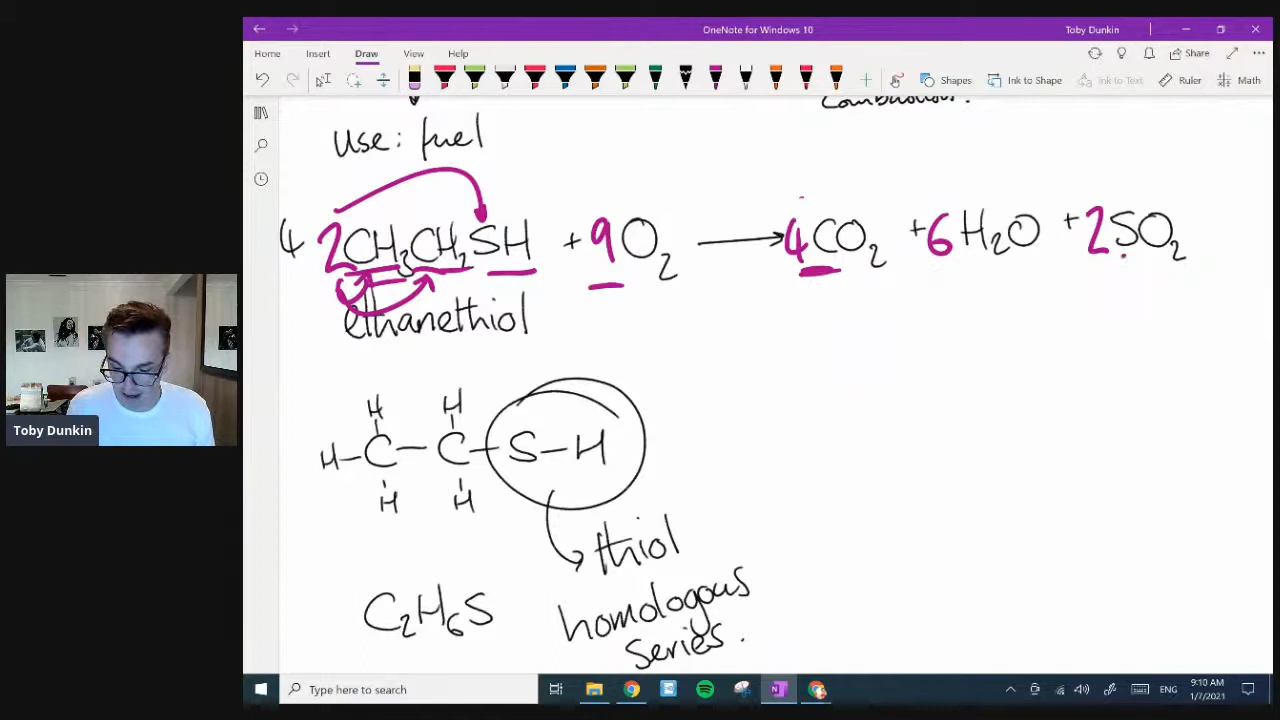 OneNote for Windows 10
Toby Dunkin
Home Insert Draw View Help
Share
Shapes Ink to Shape Ink to Text Ruler Math
Combustions.
Use: fuel
4 2CH₃CH₂SH + 9O₂ → 4CO₂ + 6H₂O + 2SO₂
ethanethiol
H H
H-C-C-S-H
H H
thiol
homologous
series.
C₂H₆S
Toby Dunkin
Type here to search
ENG
9:10 AM
1/7/2021